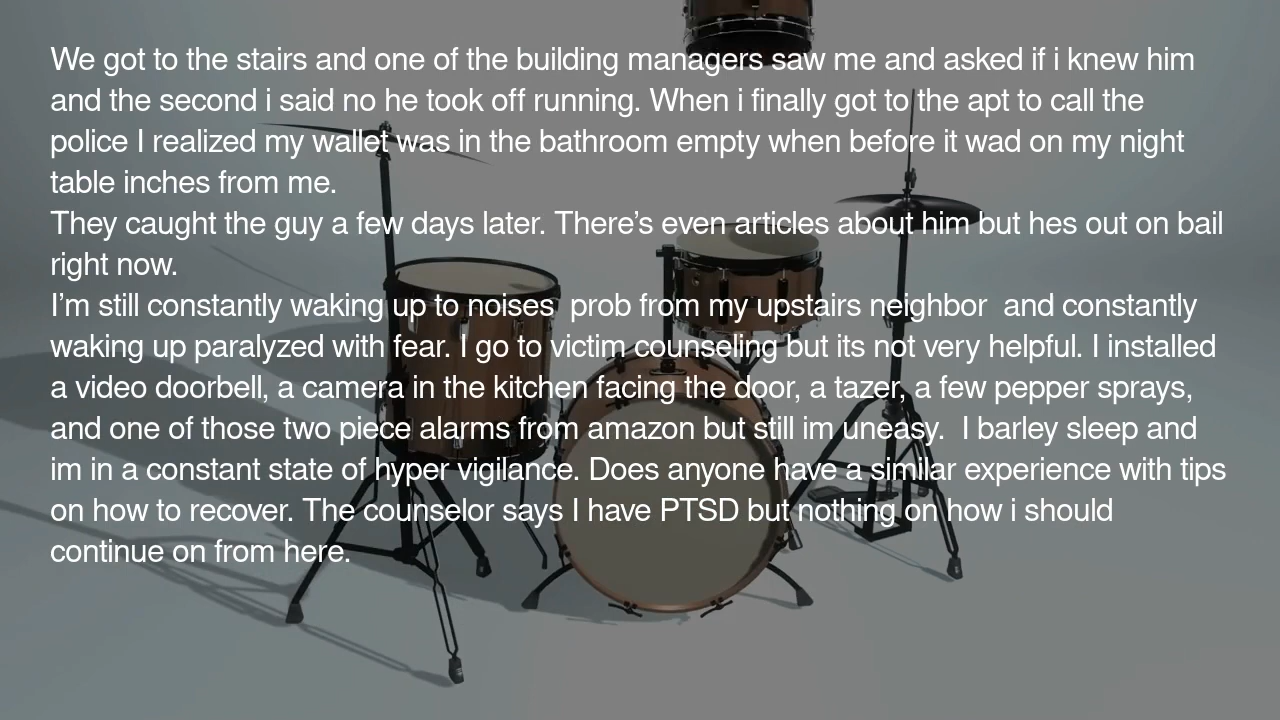 We got to the stairs and one of the building managers saw me and asked if i knew him
and the second i said no he took off running. When i finally got to the apt to call the
police I realized my wallet was in the bathroom empty when before it wad on my night
table inches from me.
They caught the guy a few days later. There’s even articles about him but hes out on bail
right now.
I’m still constantly waking up to noises  prob from my upstairs neighbor  and constantly
waking up paralyzed with fear. I go to victim counseling but its not very helpful. I installed
a video doorbell, a camera in the kitchen facing the door, a tazer, a few pepper sprays,
and one of those two piece alarms from amazon but still im uneasy.  I barley sleep and
im in a constant state of hyper vigilance. Does anyone have a similar experience with tips
on how to recover. The counselor says I have PTSD but nothing on how i should
continue on from here.